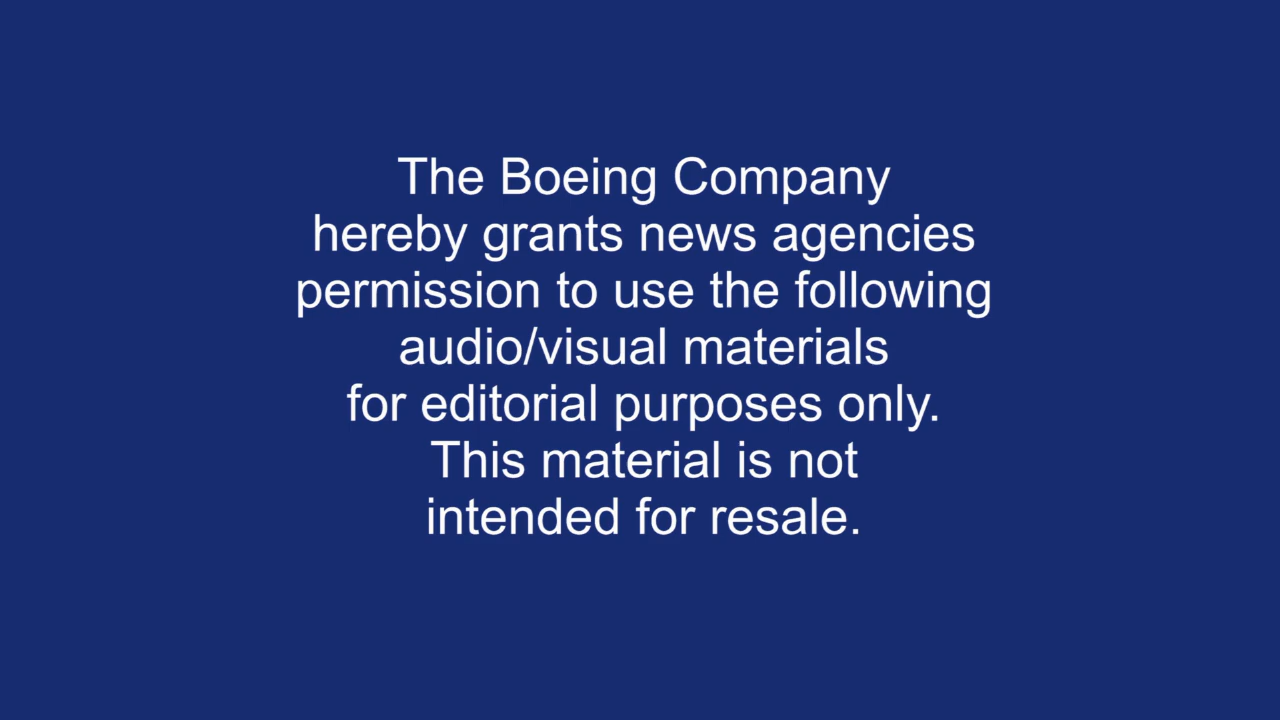 The Boeing Company
hereby grants news agencies
permission to use the following
audio/visual materials
for editorial purposes only.
This material is not
intended for resale.